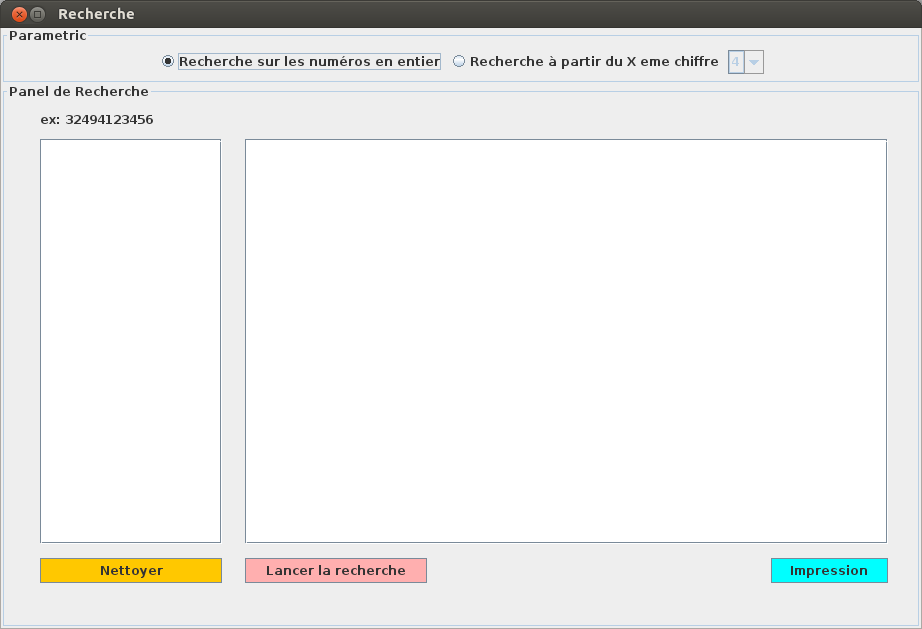 Recherche
Parametric
Recherche sur les numéros en entier Recherche à partir du X eme chiffre 4
Panel de Recherche
ex: 32494123456
Nettoyer Lancer la recherche Impression